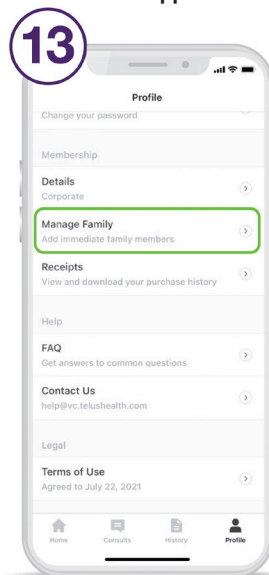 13
Profile
Change your password
Membership
Details
Corporate
Manage Family
Add immediate family members
Receipts
View and download your purchase history
Help
FAQ
Get answers to common questions
Contact Us
help@vc.telushealth.com
Legal
Terms of Use
Agreed to July 22, 2021
Home Consults History Profile